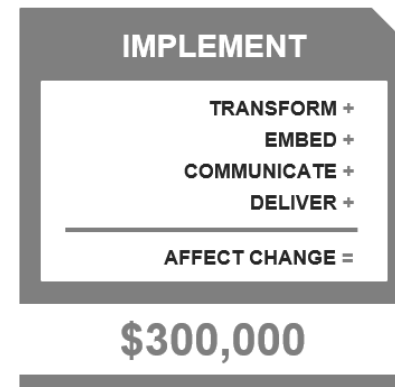 IMPLEMENT
TRANSFORM +
EMBED +
COMMUNICATE +
DELIVER +
AFFECT CHANGE =
$300,000